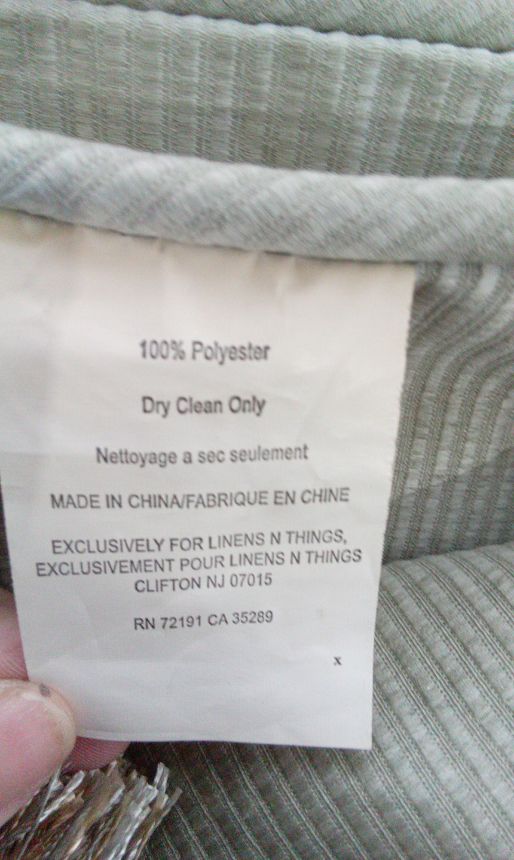 100% Polyester
Dry Clean Only
Nettoyage a sec seulement
MADE IN CHINA/FABRIQUE EN CHINE
EXCLUSIVELY FOR LINENS N THINGS,
EXCLUSIVEMENT POUR LINENS N THINGS
CLIFTON NJ 07015
RN 72191 CA 35289
x